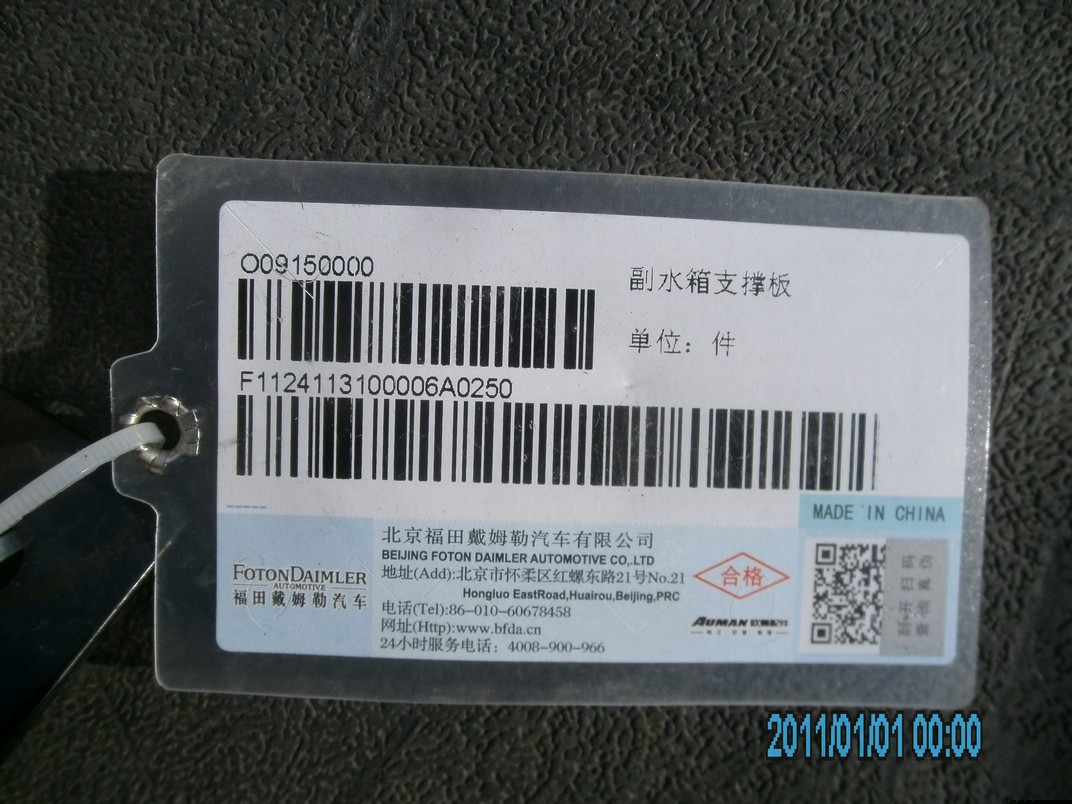 O09150000
副水箱支撑板
单位：件
F1124113100006A0250
MADE IN CHINA
北京福田戴姆勒汽车有限公司
BEIJING FOTON DAIMLER AUTOMOTIVE CO,.LTD
地址(Add):北京市怀柔区红螺东路21号No.21
Hongluo EastRoad,Huairou,Beijing,PRC
电话(Tel):86-010-60678458
网址(Http):www.bfda.cn
24小时服务电话：4008-900-966
FOTONDAIMLER
AUTOMOTIVE
福田戴姆勒汽车
合格
AUMAN 欧曼配件
2011/01/01 00:00